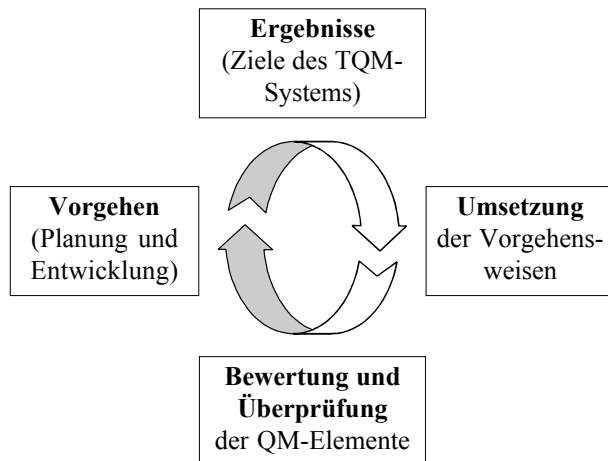 Ergebnisse
(Ziele des TQM-
Systems)
Vorgehen
(Planung und
Entwicklung)
Umsetzung
der Vorgehens-
weisen
Bewertung und
Überprüfung
der QM-Elemente